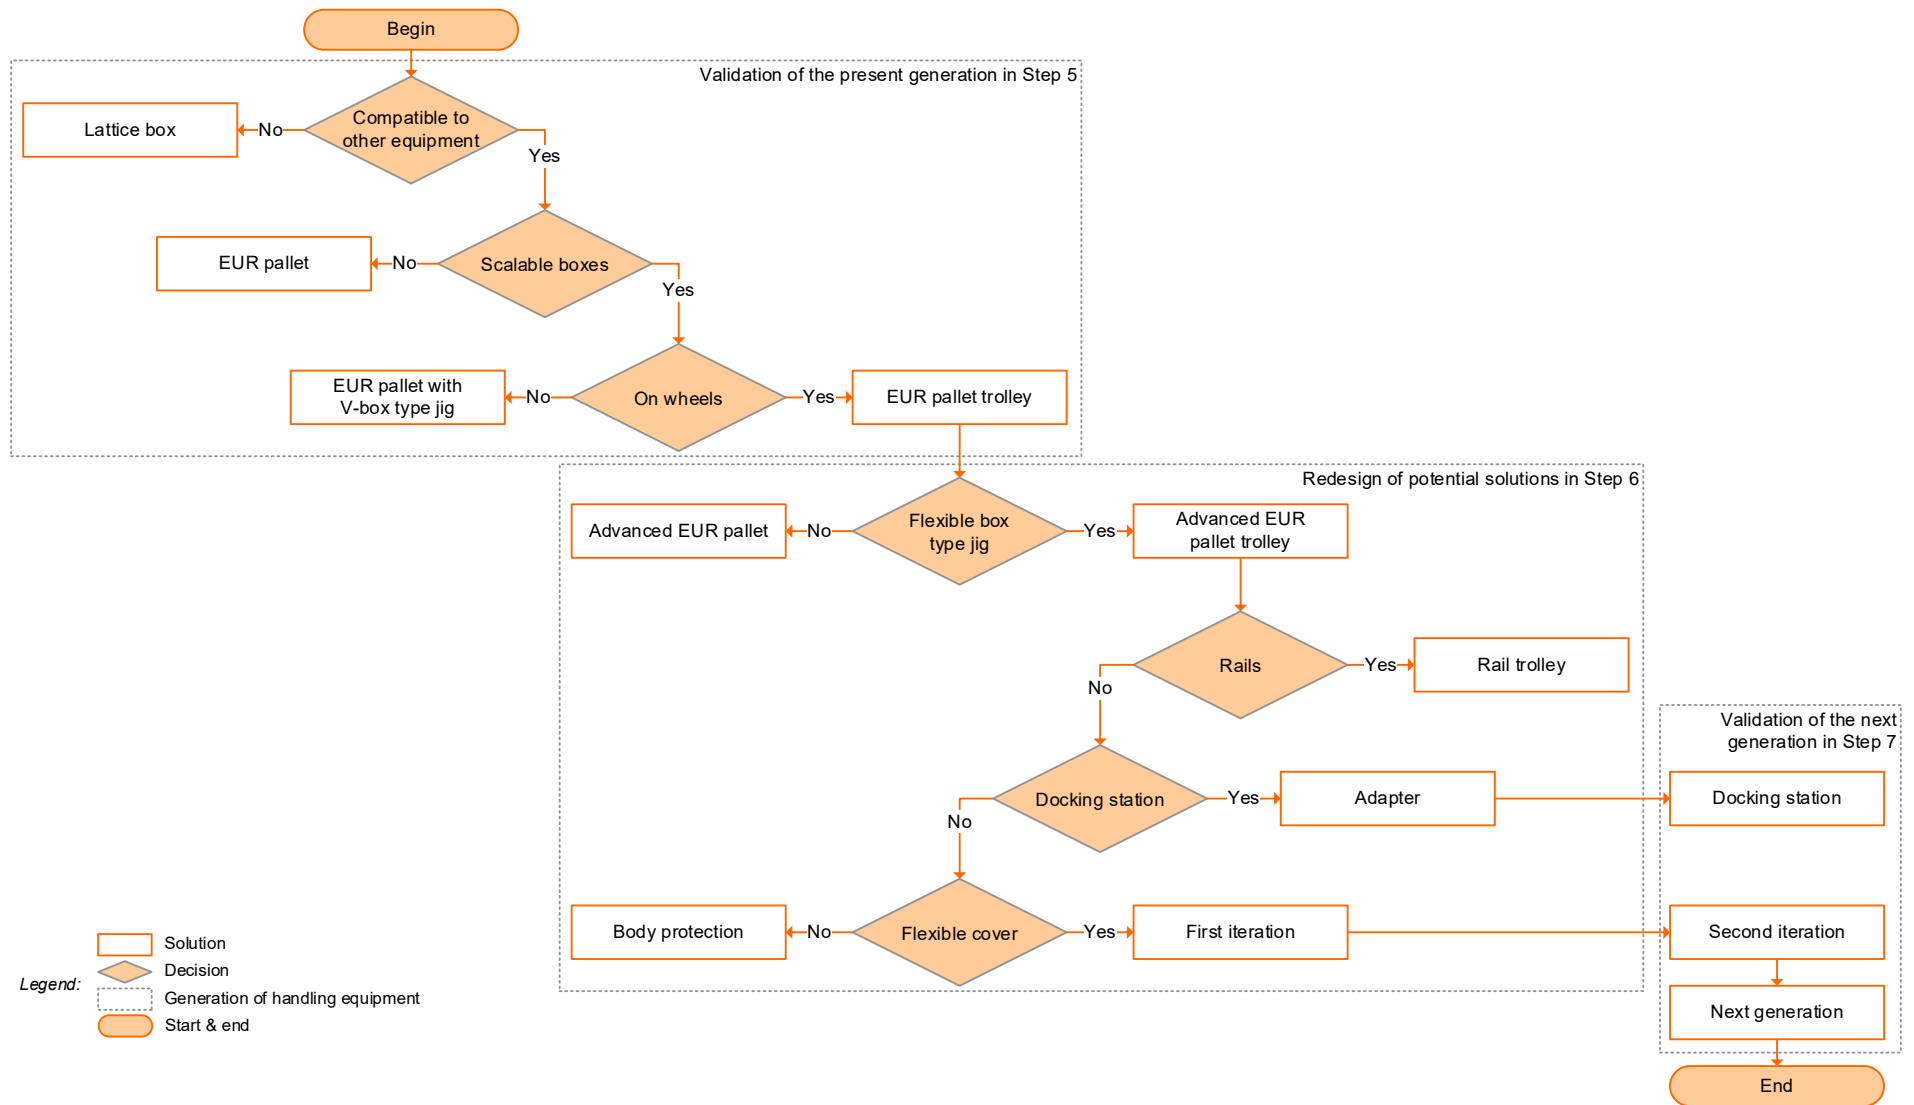 Begin
Validation of the present generation in Step 5
Compatible to
other equipment
Lattice box
No
Yes
Scalable boxes
EUR pallet
No
Yes
EUR pallet with
V-box type jig
No
On wheels
Yes
EUR pallet trolley
Redesign of potential solutions in Step 6
Advanced EUR pallet
No
Flexible box
type jig
Yes
Advanced EUR
pallet trolley
Rails
Yes
Rail trolley
No
Validation of the next
generation in Step 7
Docking station
Yes
Adapter
Docking station
No
Body protection
No
Flexible cover
Yes
First iteration
Second iteration
Next generation
End
Legend:
Solution
Decision
Generation of handling equipment
Start & end